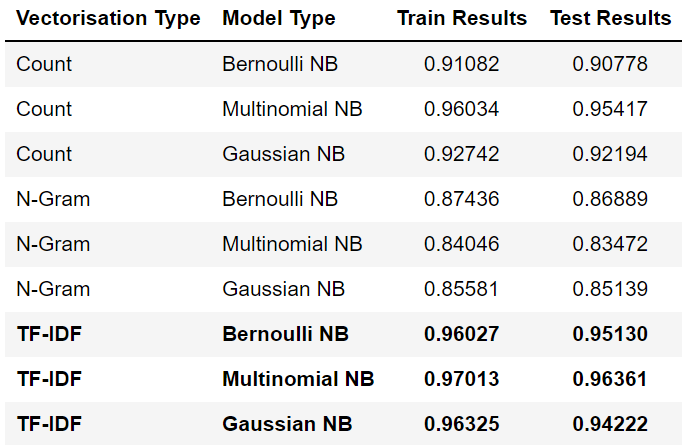 Vectorisation Type Model Type Train Results Test Results
Count Bernoulli NB 0.91082 0.90778
Count Multinomial NB 0.96034 0.95417
Count Gaussian NB 0.92742 0.92194
N-Gram Bernoulli NB 0.87436 0.86889
N-Gram Multinomial NB 0.84046 0.83472
N-Gram Gaussian NB 0.85581 0.85139
TF-IDF Bernoulli NB 0.96027 0.95130
TF-IDF Multinomial NB 0.97013 0.96361
TF-IDF Gaussian NB 0.96325 0.94222